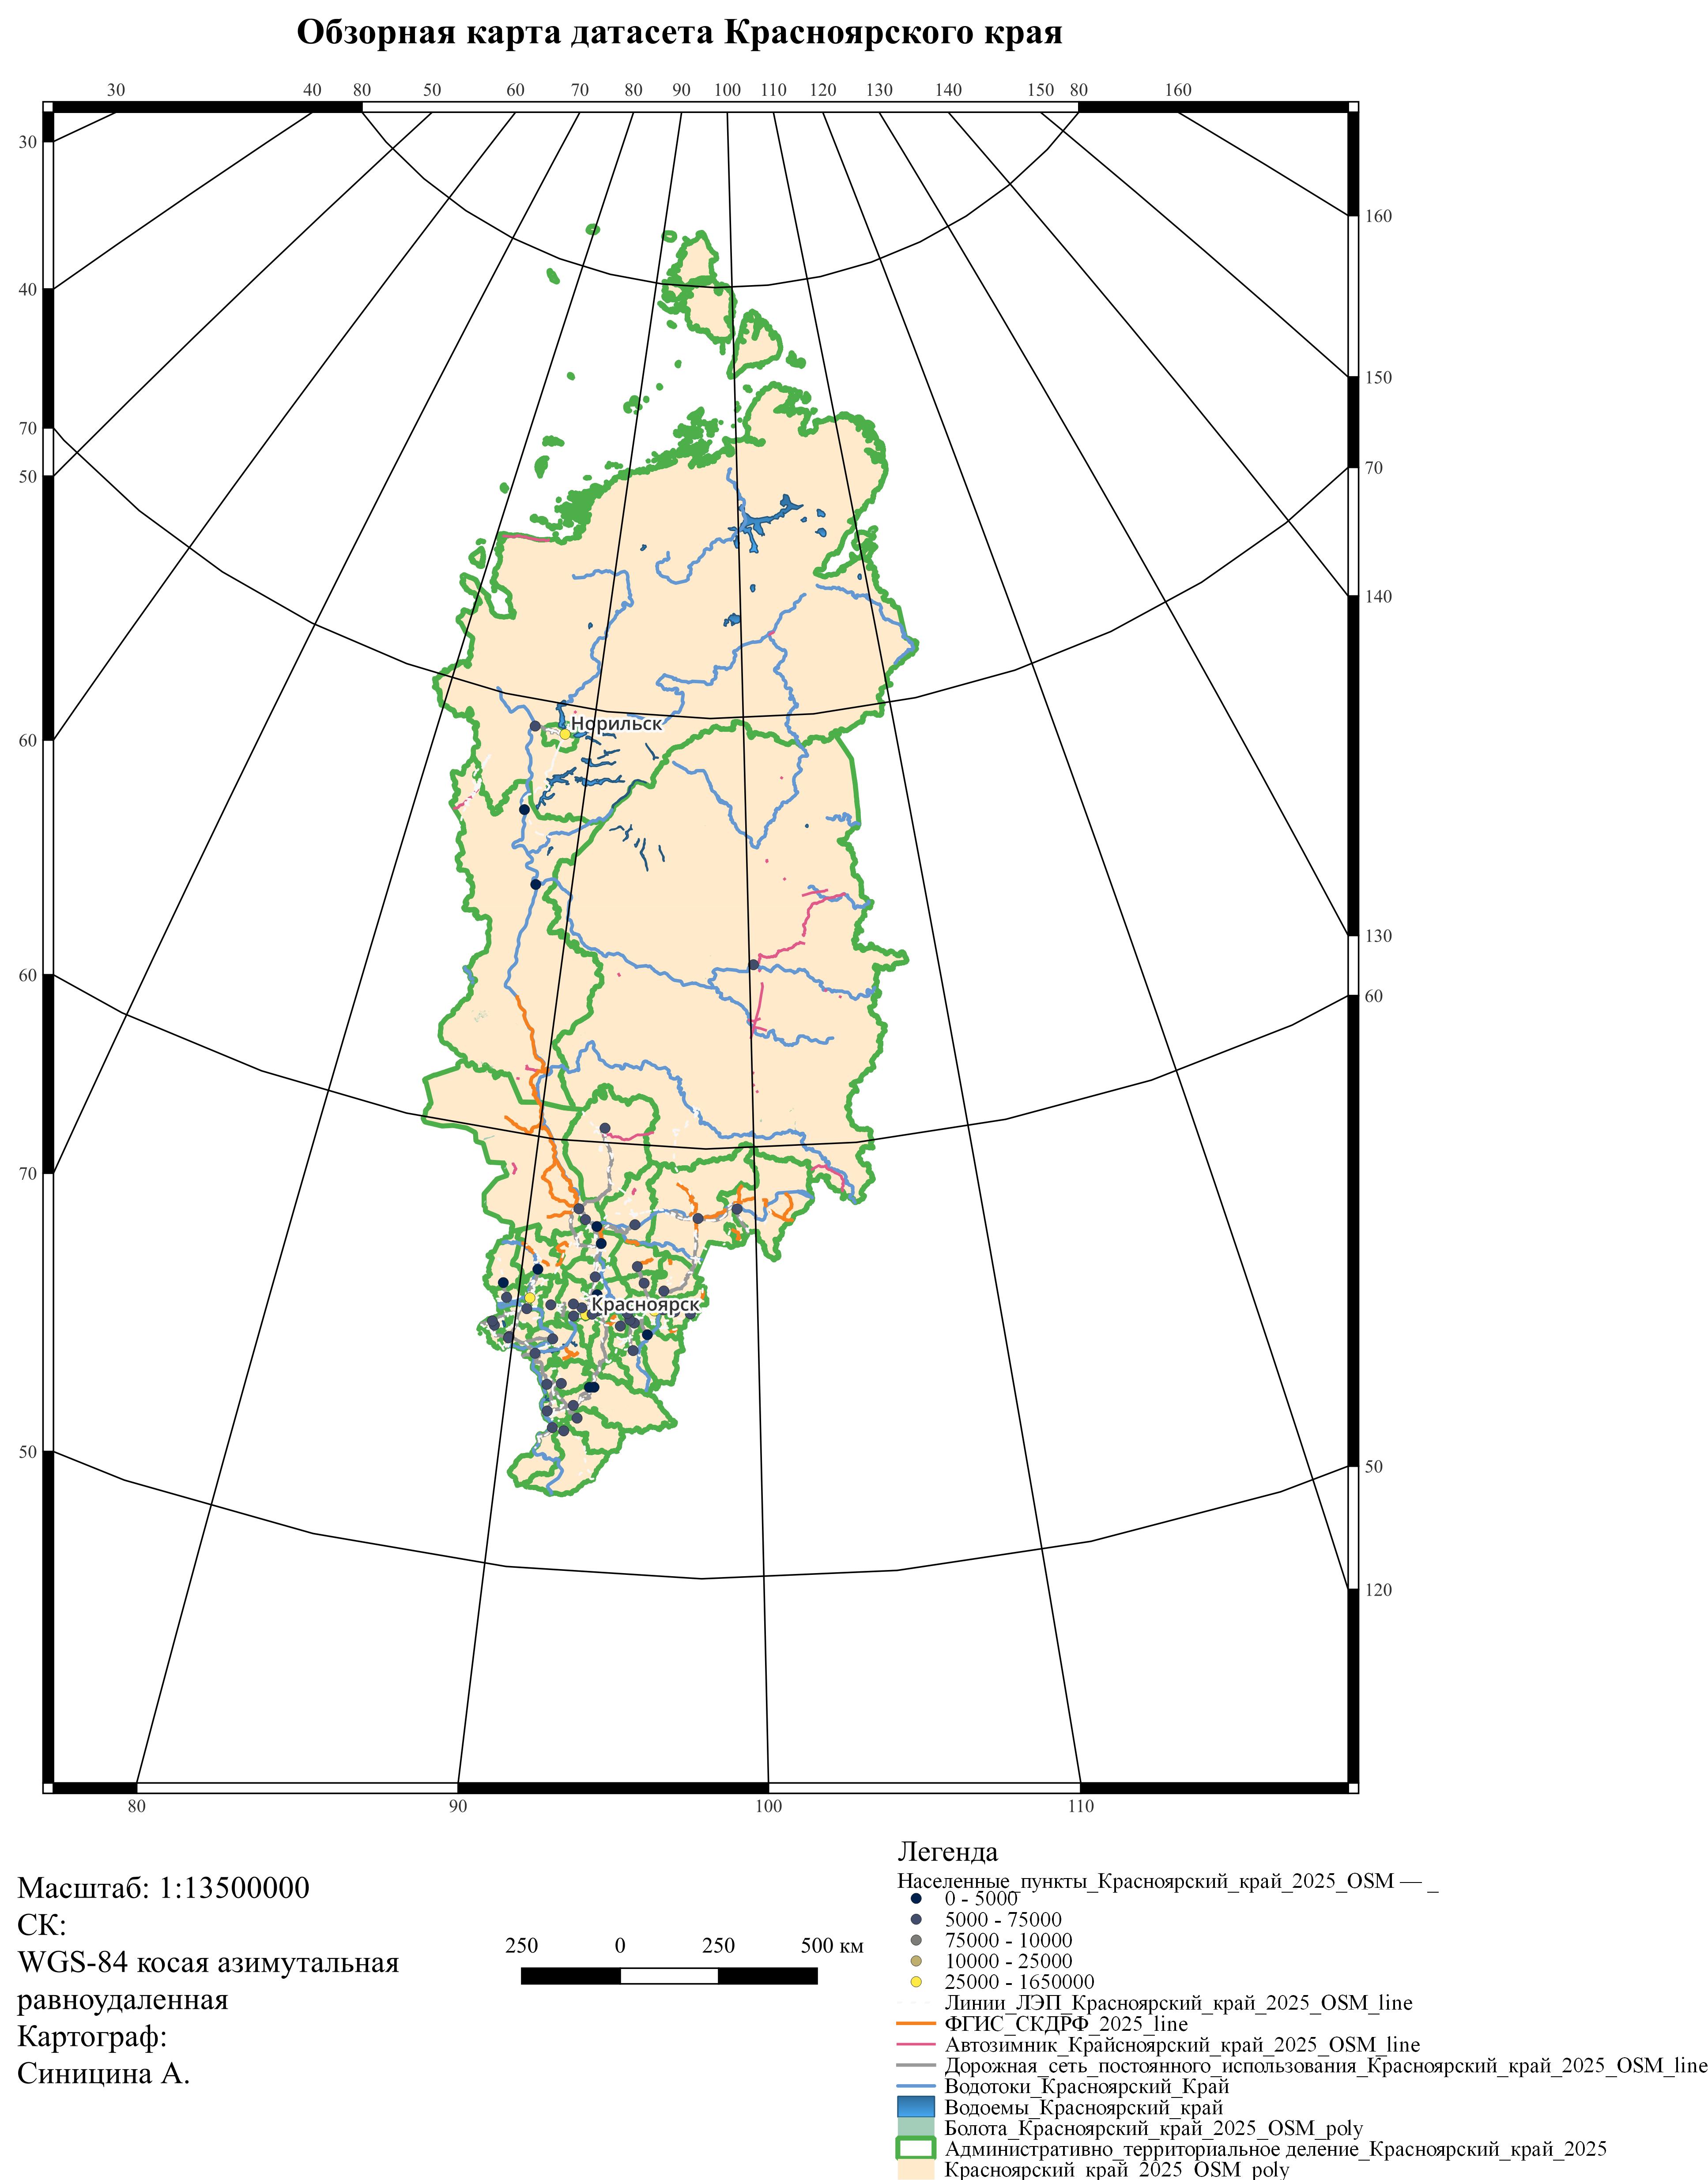 Обзорная карта датасета Красноярского края
30 40 80 50 60 70 80 90 100 110 120 130 140 150 80 160
30
160
40
150
70
70
50
140
Норильск
60
130
60
60
70
Красноярск
50
50
120
80 90 100 110
Масштаб: 1:13500000
СК:
WGS-84 косая азимутальная
равноудаленная
Картограф:
Синицина А.
250 0 250 500 км
Легенда
Населенные_пункты_Красноярский_край_2025_OSM — _
0 - 5000
5000 - 75000
75000 - 10000
10000 - 25000
25000 - 1650000
Линии_ЛЭП_Красноярский_край_2025_OSM_line
ФГИС_СКДРФ_2025_line
Автозимник_Крайсноярский_край_2025_OSM_line
Дорожная_сеть_постоянного_использования_Красноярский_край_2025_OSM_line
Водотоки_Красноярский_Край
Водоемы_Красноярский_край
Болота_Красноярский_край_2025_OSM_poly
Административно_территориальное деление_Красноярский_край_2025
Красноярский_край_2025_OSM_poly